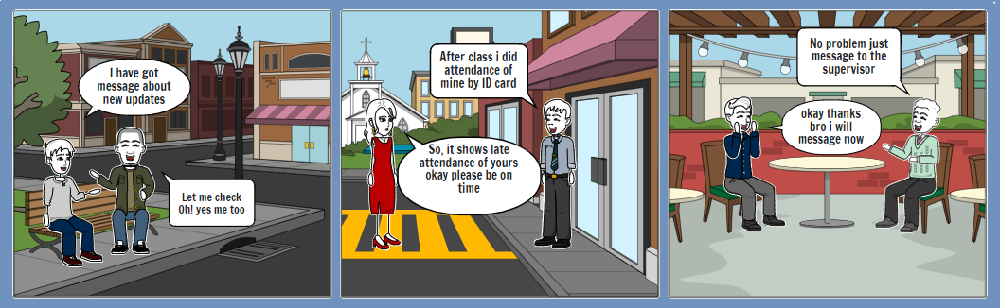 I have got
message about
new updates
Let me check
Oh! yes me too
After class i did
attendance of
mine by ID card
So, it shows late
attendance of yours
okay please be on
time
No problem just
message to the
supervisor
okay thanks
bro i will
message now